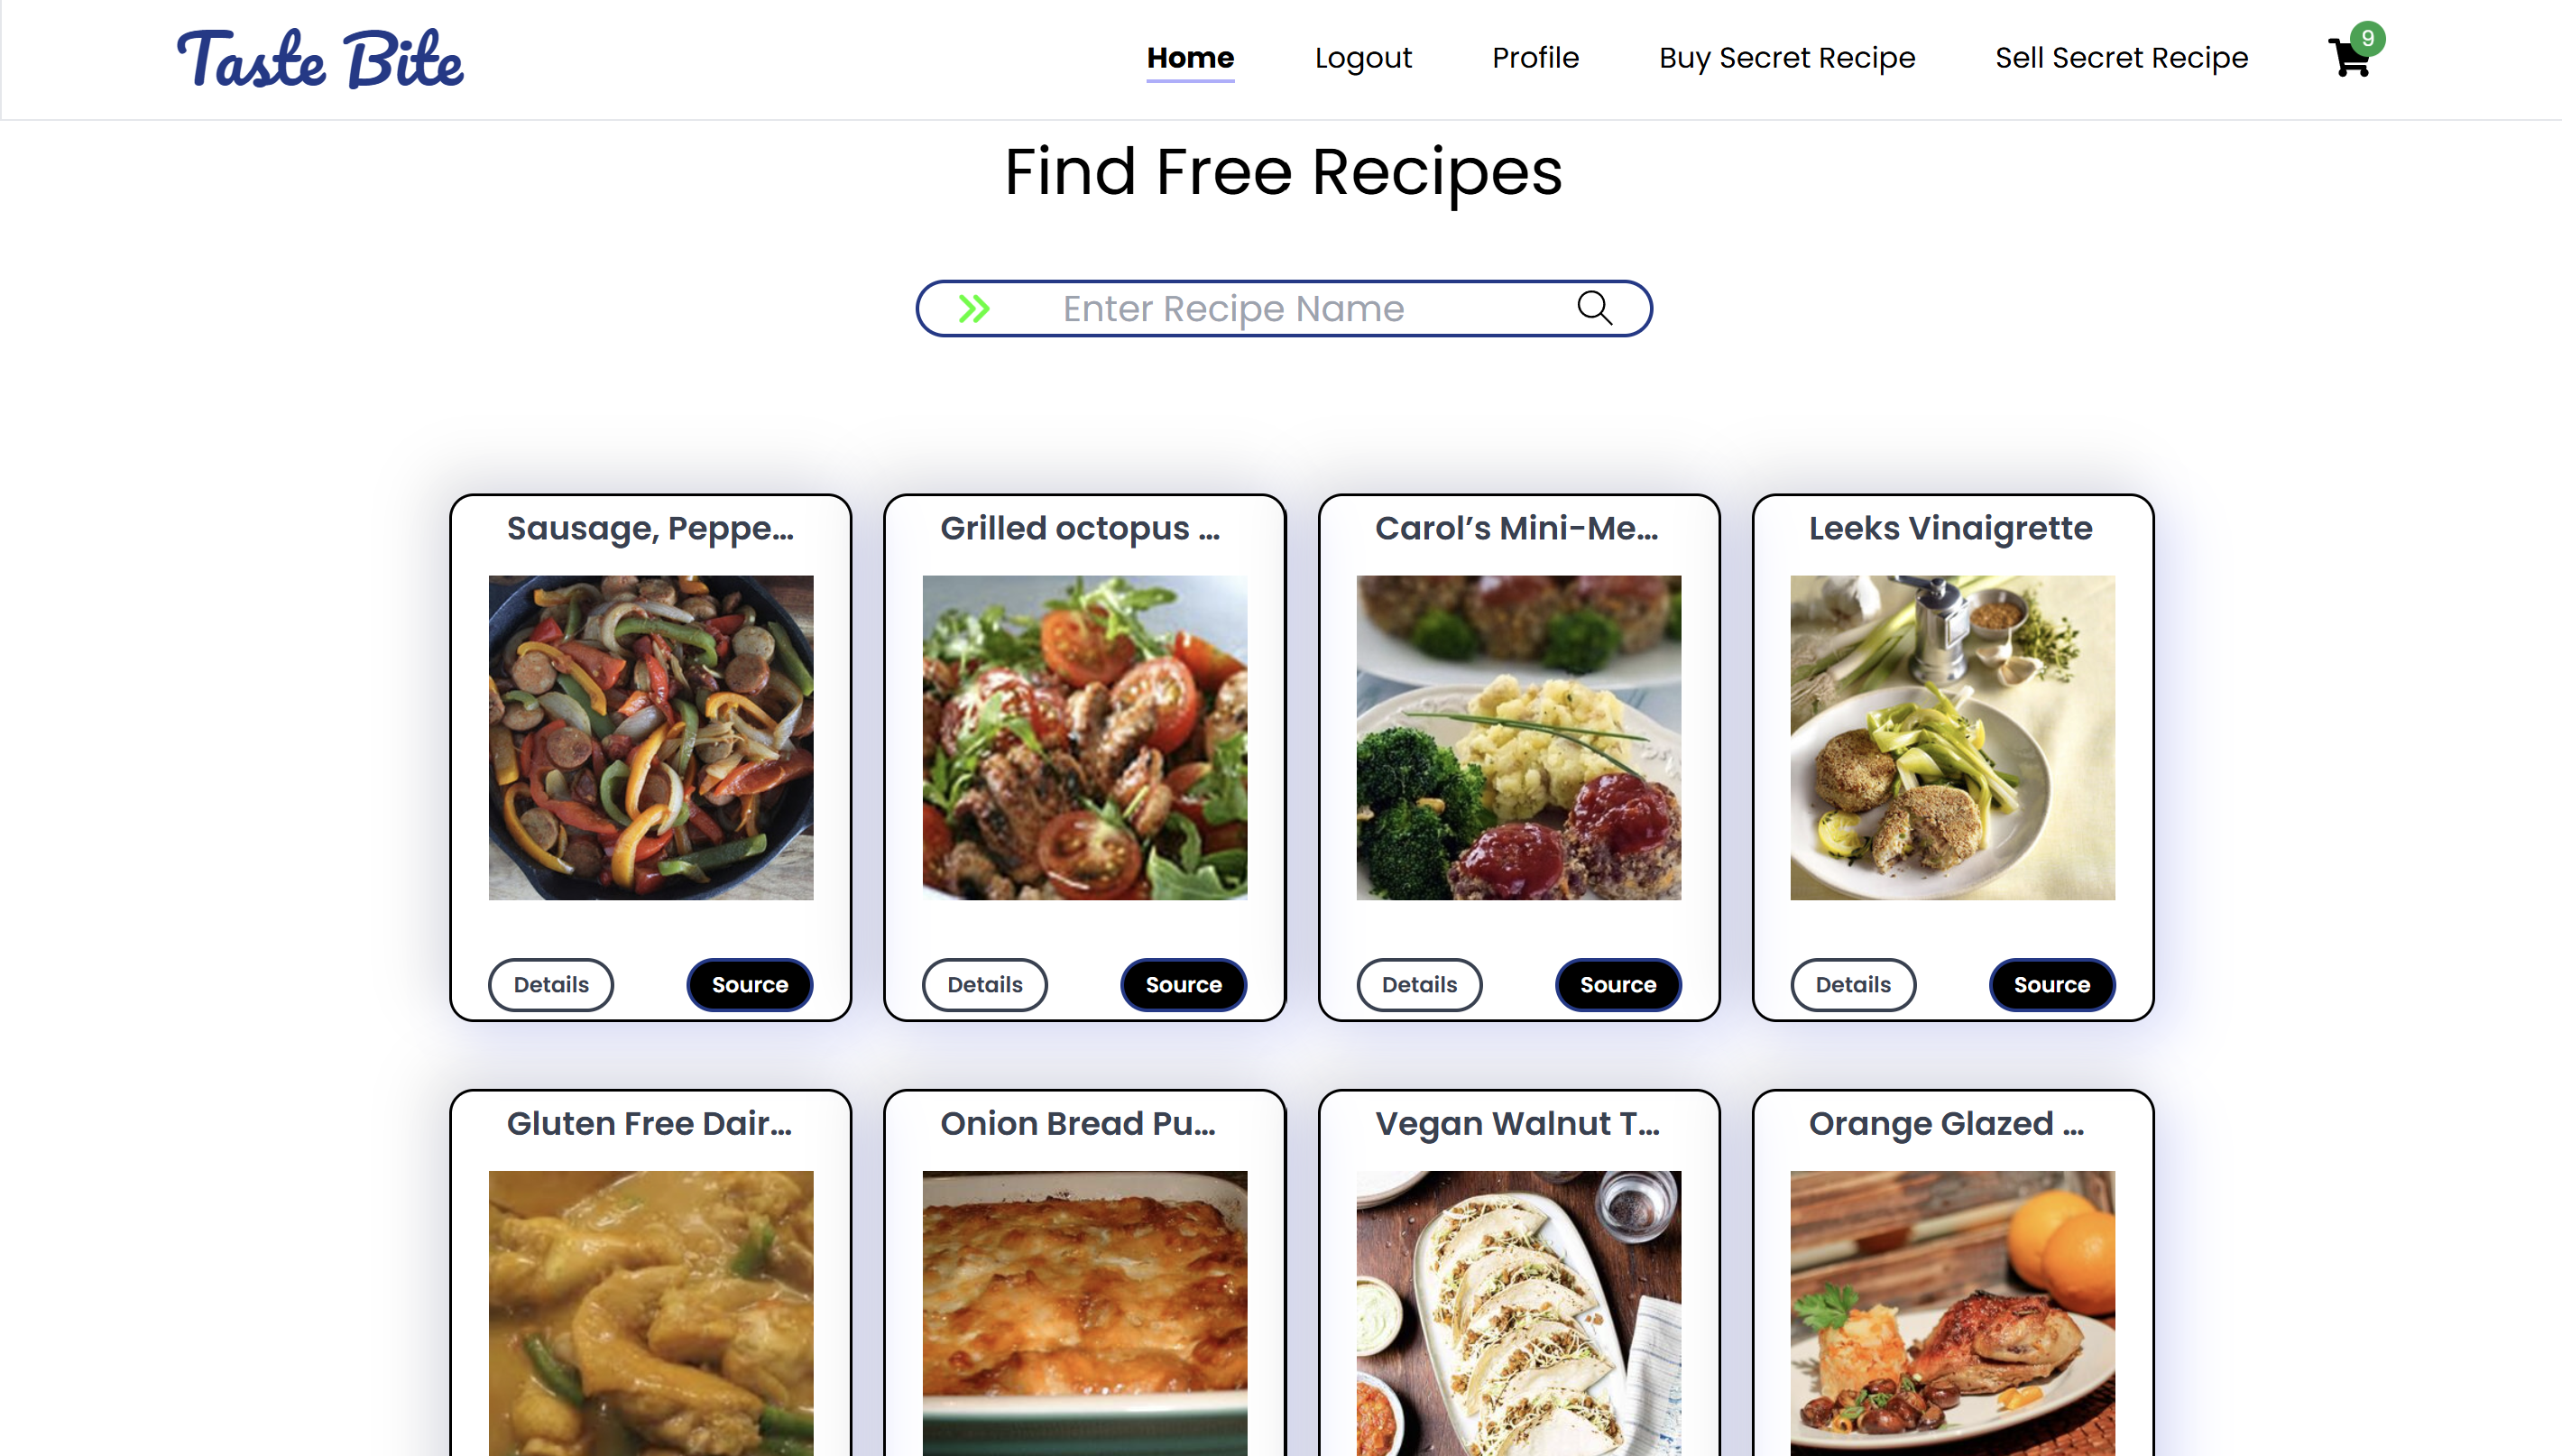 Taste Bite
Home Logout Profile Buy Secret Recipe Sell Secret Recipe 9
Find Free Recipes
Enter Recipe Name
Sausage, Peppe... Grilled octopus ... Carol’s Mini-Me... Leeks Vinaigrette
Details Source Details Source Details Source Details Source
Gluten Free Dair... Onion Bread Pu... Vegan Walnut T... Orange Glazed ...